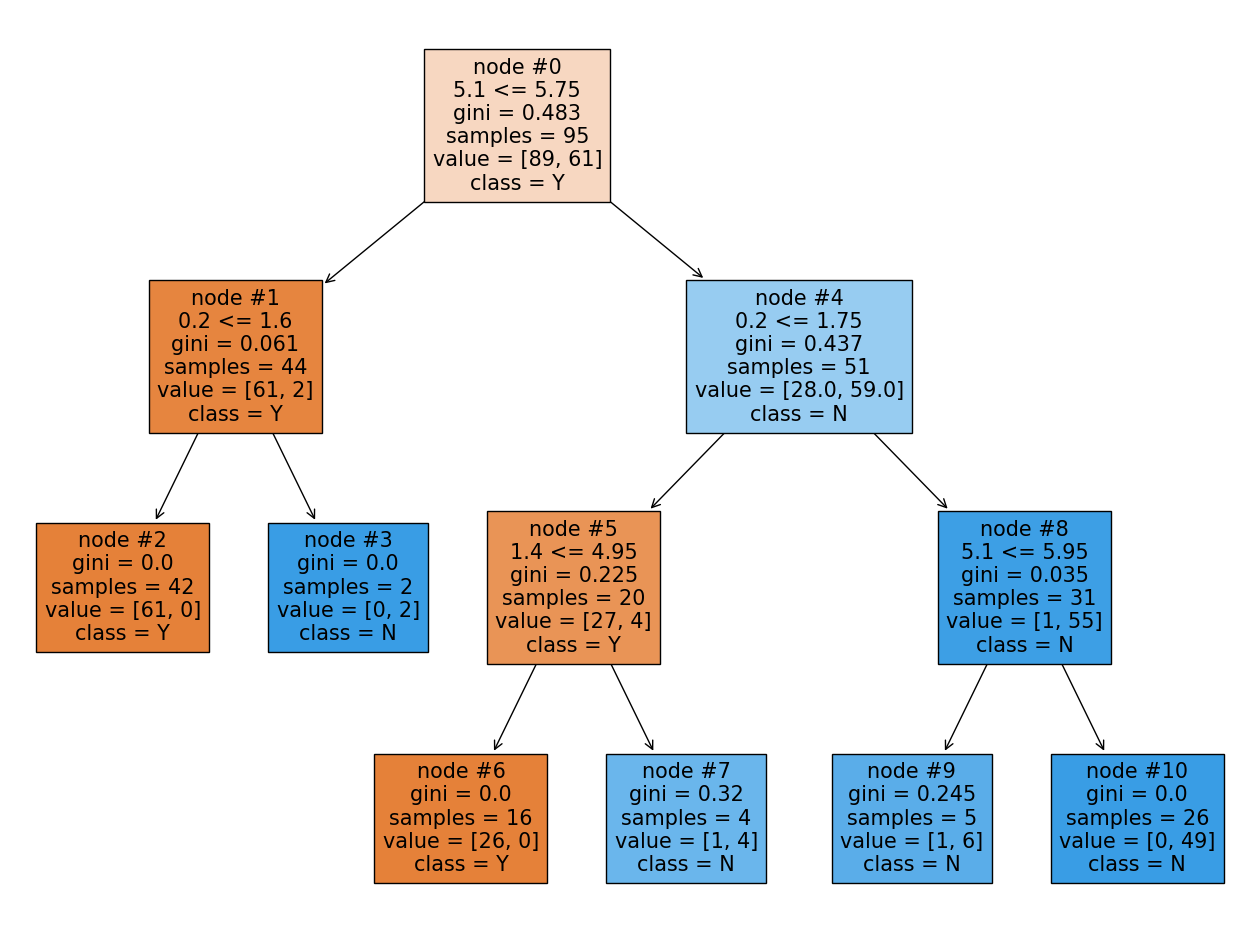 node #0
5.1 <= 5.75
gini = 0.483
samples = 95
value = [89, 61]
class = Y
node #1
0.2 <= 1.6
gini = 0.061
samples = 44
value = [61, 2]
class = Y
node #4
0.2 <= 1.75
gini = 0.437
samples = 51
value = [28.0, 59.0]
class = N
node #2
gini = 0.0
samples = 42
value = [61, 0]
class = Y
node #3
gini = 0.0
samples = 2
value = [0, 2]
class = N
node #5
1.4 <= 4.95
gini = 0.225
samples = 20
value = [27, 4]
class = Y
node #8
5.1 <= 5.95
gini = 0.035
samples = 31
value = [1, 55]
class = N
node #6
gini = 0.0
samples = 16
value = [26, 0]
class = Y
node #7
gini = 0.32
samples = 4
value = [1, 4]
class = N
node #9
gini = 0.245
samples = 5
value = [1, 6]
class = N
node #10
gini = 0.0
samples = 26
value = [0, 49]
class = N